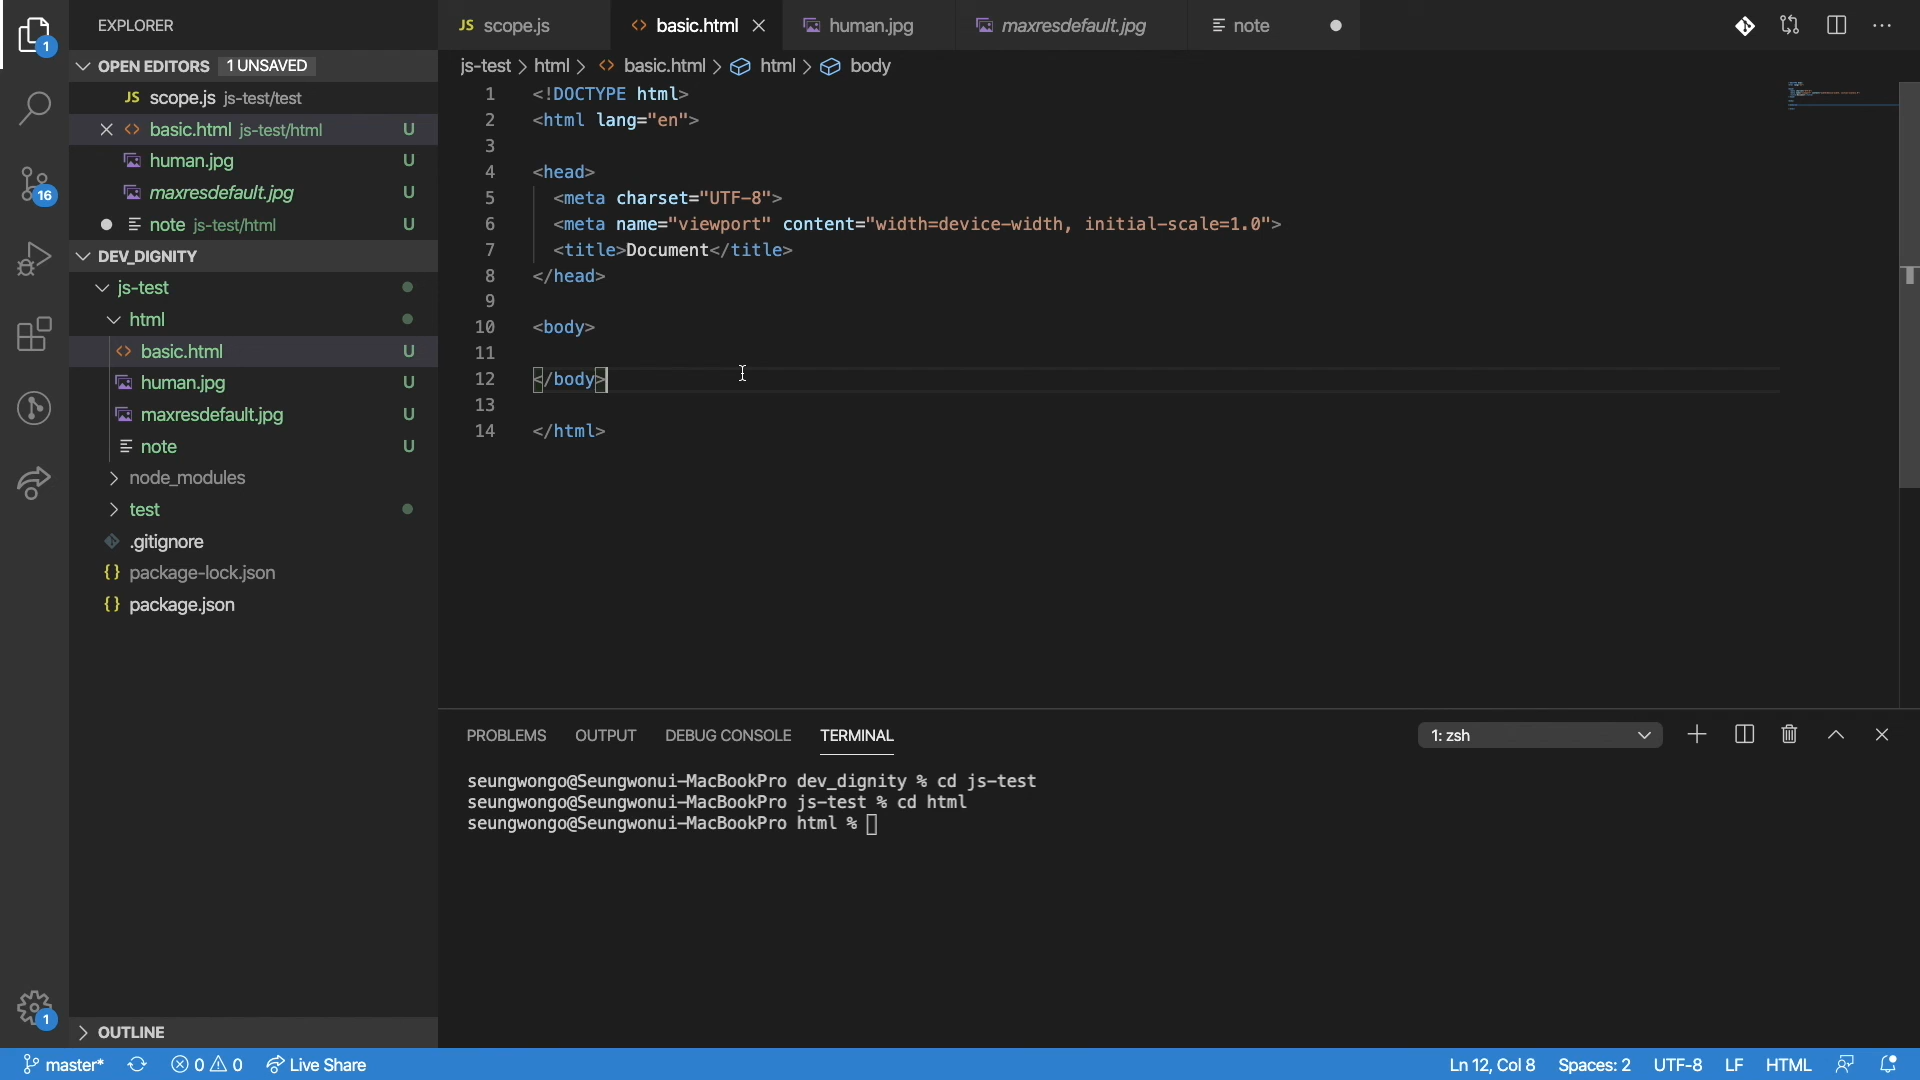 EXPLORER
OPEN EDITORS 1 UNSAVED
JS scope.js js-test/test
<> basic.html js-test/html U
human.jpg U
maxresdefault.jpg U
note js-test/html U
DEV_DIGNITY
js-test
html
<> basic.html U
human.jpg U
maxresdefault.jpg U
note U
node_modules
test
.gitignore
{} package-lock.json
{} package.json
OUTLINE
1
16
1
JS scope.js
<> basic.html
human.jpg
maxresdefault.jpg
note
js-test > html > <> basic.html > html > body
1 <!DOCTYPE html>
2 <html lang="en">
3
4 <head>
5 <meta charset="UTF-8">
6 <meta name="viewport" content="width=device-width, initial-scale=1.0">
7 <title>Document</title>
8 </head>
9
10 <body>
11
12 </body>
13
14 </html>
PROBLEMS OUTPUT DEBUG CONSOLE TERMINAL
1: zsh
seungwongo@Seungwonui-MacBookPro dev_dignity % cd js-test
seungwongo@Seungwonui-MacBookPro js-test % cd html
seungwongo@Seungwonui-MacBookPro html %
master* 0 0 Live Share
Ln 12, Col 8 Spaces: 2 UTF-8 LF HTML